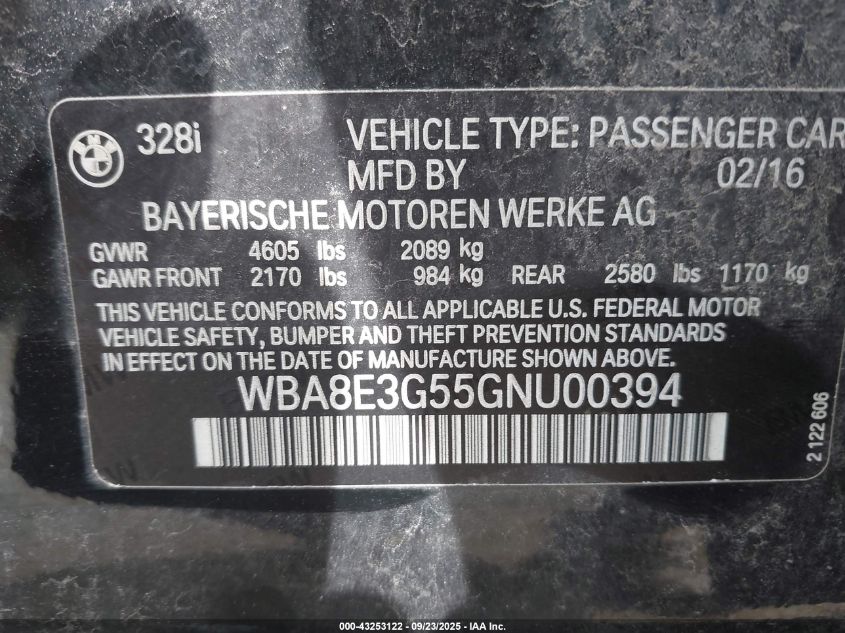 328i VEHICLE TYPE: PASSENGER CAR
MFD BY 02/16
BAYERISCHE MOTOREN WERKE AG
GVWR 4605 lbs 2089 kg
GAWR FRONT 2170 lbs 984 kg REAR 2580 lbs 1170 kg
THIS VEHICLE CONFORMS TO ALL APPLICABLE U.S. FEDERAL MOTOR
VEHICLE SAFETY, BUMPER AND THEFT PREVENTION STANDARDS
IN EFFECT ON THE DATE OF MANUFACTURE SHOWN ABOVE.
WBA8E3G55GNU00394
2 122 606
000-43253122 - 09/23/2025 - IAA Inc.